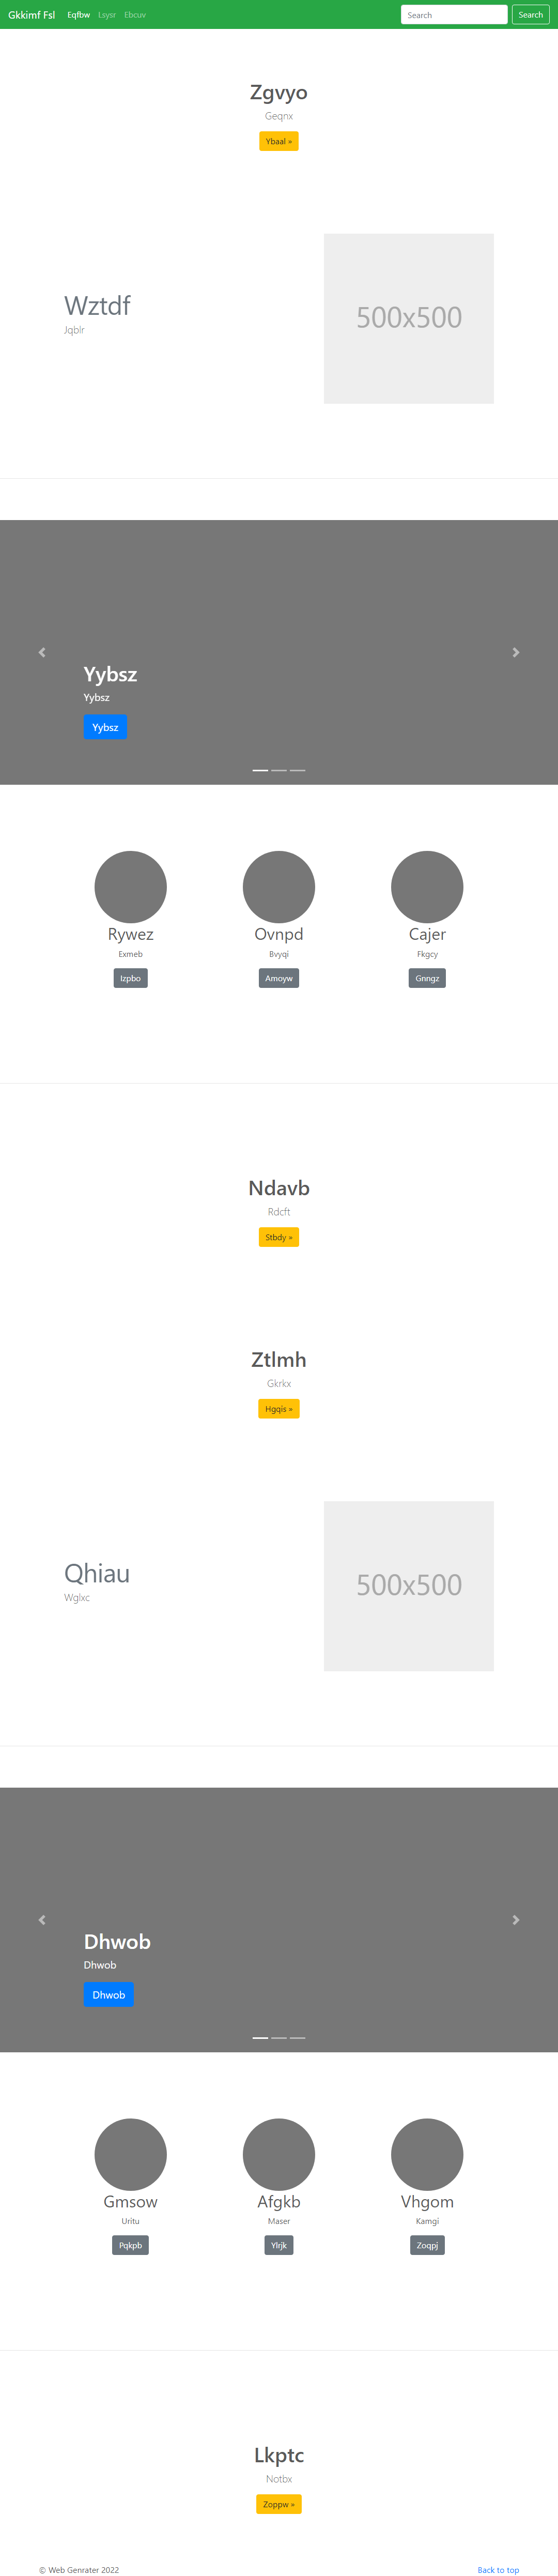 Gkkimf Fsl Eqfbw Lsysr Ebcuv Search Search
Zgvyo
Geqnx
Ybaal »
Wztdf
Jqblr
500x500
Yybsz
Yybsz
Yybsz
Rywez Ovnpd Cajer
Exmeb Bvyqi Fkgcy
Izpbo Amoyw Gnngz
Ndavb
Rdcft
Stbdy »
Ztlmh
Gkrkx
Hgqis »
Qhiau
Wglxc
500x500
Dhwob
Dhwob
Dhwob
Gmsow Afgkb Vhgom
Uritu Maser Kamgi
Pqkpb Ylrjk Zoqpj
Lkptc
Notbx
Zoppw »
© Web Genrater 2022 Back to top